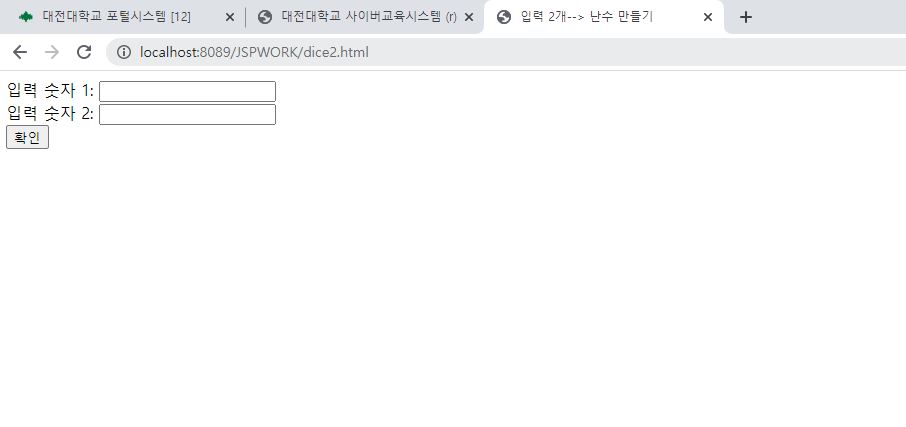 대전대학교 포털시스템 [12]
대전대학교 사이버교육시스템 (r)
입력 2개--> 난수 만들기
localhost:8089/JSPWORK/dice2.html
입력 숫자 1:
입력 숫자 2:
확인